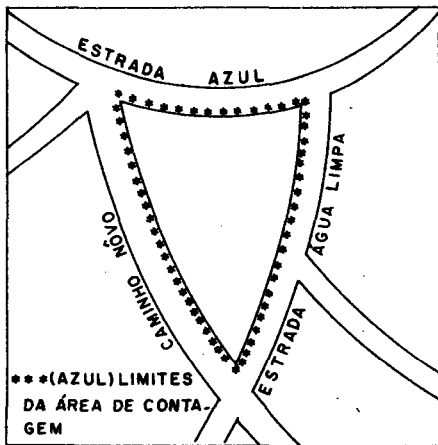 ESTRADA AZUL
CAMINHO NÔVO
ÁGUA LIMPA
ESTRADA
***(AZUL) LIMITES
DA ÁREA DE CONTA-
GEM